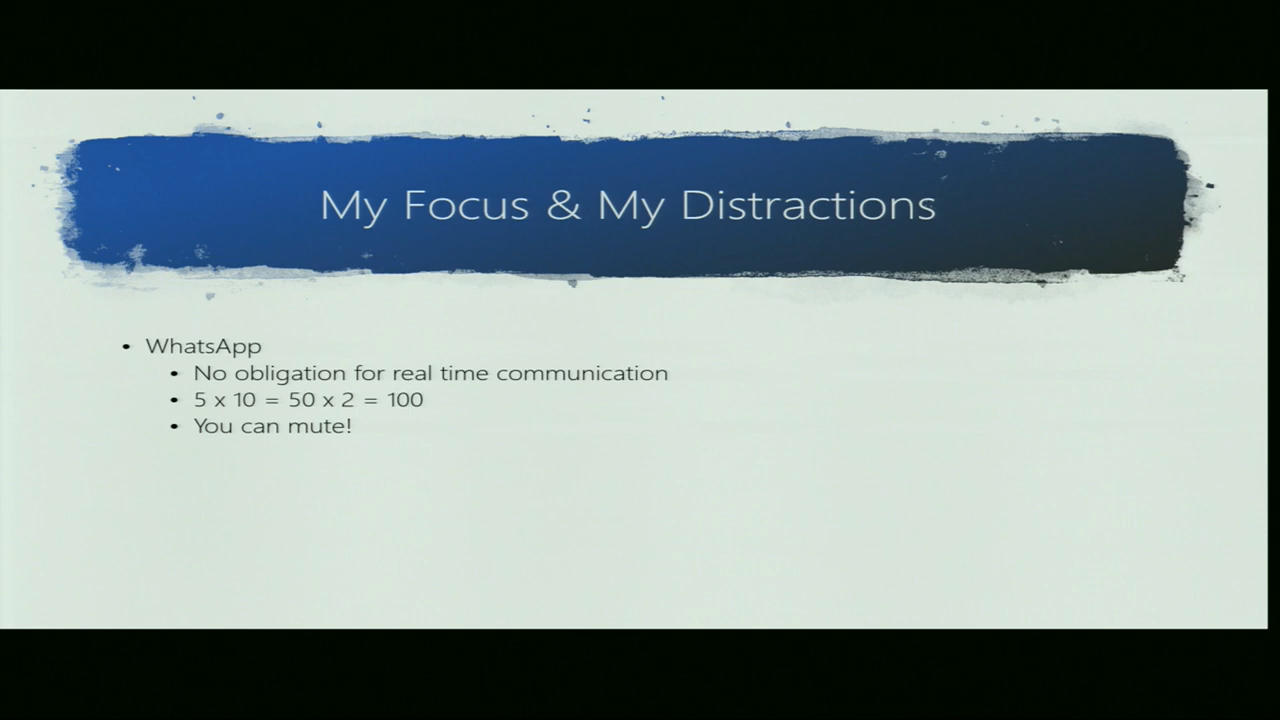 My Focus & My Distractions
• WhatsApp
• No obligation for real time communication
• 5 x 10 = 50 x 2 = 100
• You can mute!